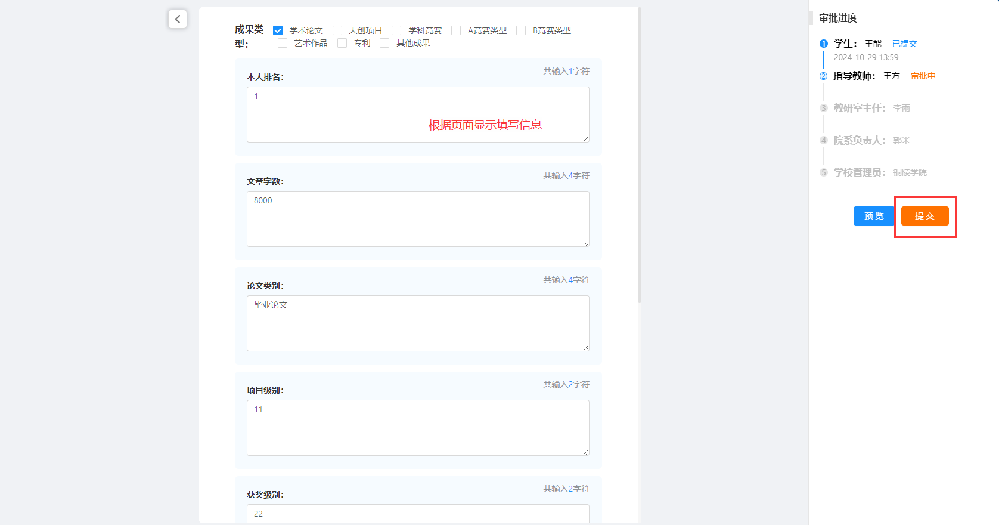 成果类型：
学术论文 大创项目 学科竞赛 A竞赛类型 B竞赛类型
艺术作品 专利 其他成果
共输入1字符
本人排名：
1
根据页面显示填写信息
共输入4字符
文章字数：
8000
共输入4字符
论文类别：
毕业论文
共输入2字符
项目级别：
11
共输入2字符
获奖级别：
22
审批进度
1 学生： 王能 已提交
2024-10-29 13:59
2 指导教师： 王方 审批中
3 教研室主任： 李雨
4 院系负责人： 郭米
5 学校管理员： 铜陵学院
预 览 提 交